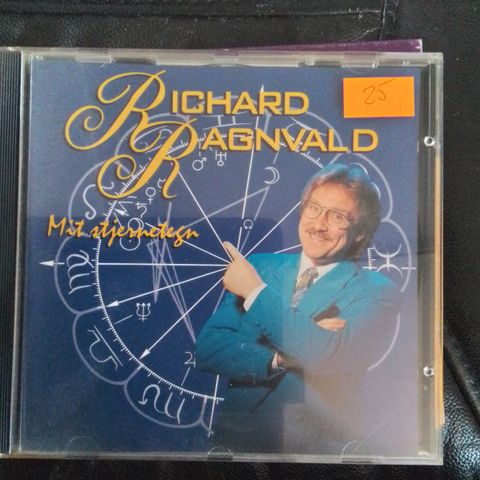 RICHARD
RAGNVALD
25
Mit stjernetegn